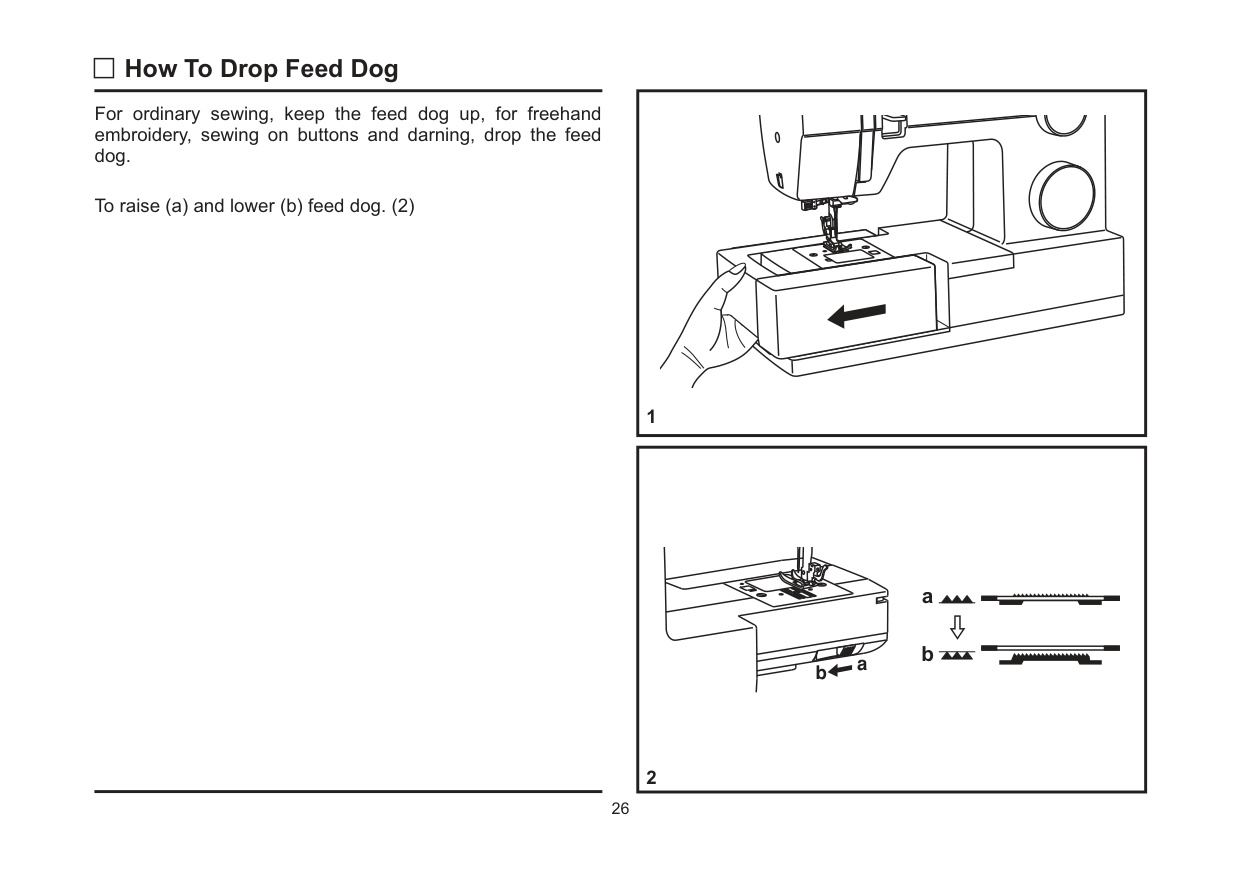 How To Drop Feed Dog
For ordinary sewing, keep the feed dog up, for freehand
embroidery, sewing on buttons and darning, drop the feed
dog.
To raise (a) and lower (b) feed dog. (2)
1
a
b
b
a
2
26